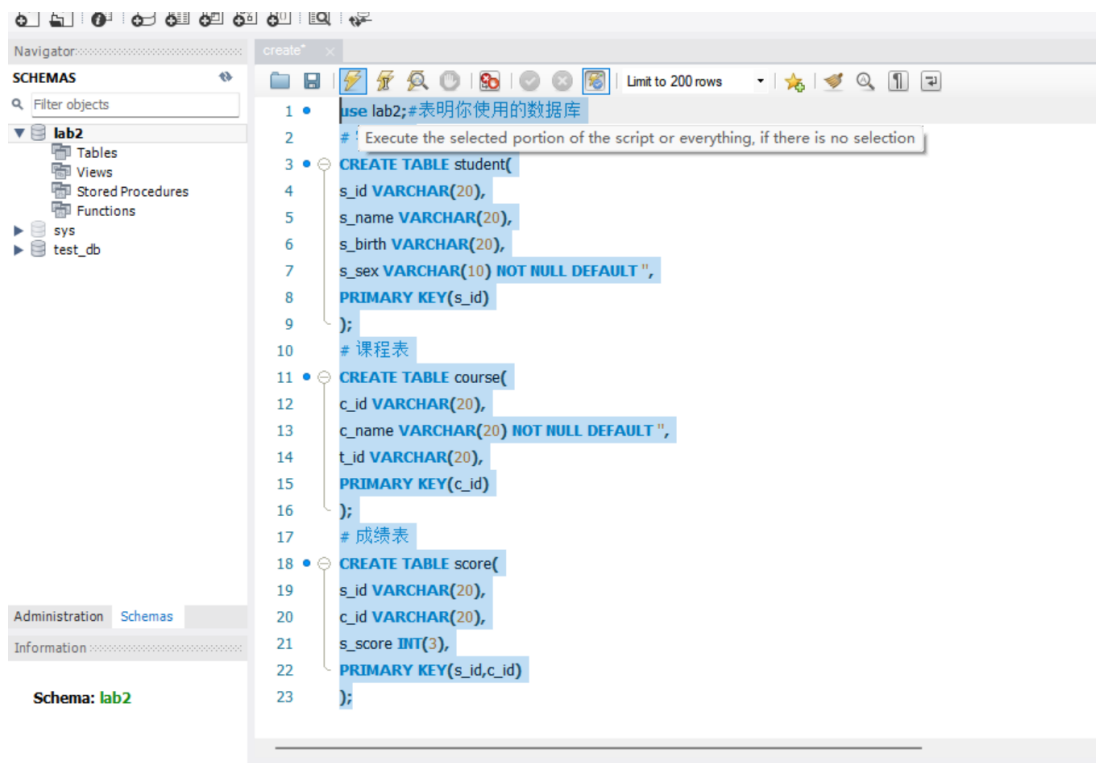 Navigator
create*
SCHEMAS
Limit to 200 rows
Filter objects
lab2
Tables
Views
Stored Procedures
Functions
sys
test_db
1 use lab2;#表明你使用的数据库
2 #
Execute the selected portion of the script or everything, if there is no selection
3 CREATE TABLE student(
4 s_id VARCHAR(20),
5 s_name VARCHAR(20),
6 s_birth VARCHAR(20),
7 s_sex VARCHAR(10) NOT NULL DEFAULT '',
8 PRIMARY KEY(s_id)
9 );
10 # 课程表
11 CREATE TABLE course(
12 c_id VARCHAR(20),
13 c_name VARCHAR(20) NOT NULL DEFAULT '',
14 t_id VARCHAR(20),
15 PRIMARY KEY(c_id)
16 );
17 # 成绩表
18 CREATE TABLE score(
19 s_id VARCHAR(20),
20 c_id VARCHAR(20),
21 s_score INT(3),
22 PRIMARY KEY(s_id,c_id)
23 );
Administration Schemas
Information
Schema: lab2